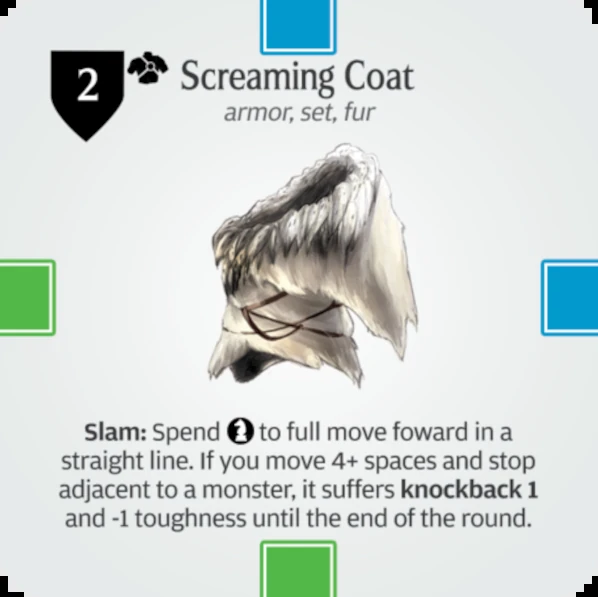 2
Screaming Coat
armor, set, fur
Slam: Spend to full move foward in a
straight line. If you move 4+ spaces and stop
adjacent to a monster, it suffers knockback 1
and -1 toughness until the end of the round.